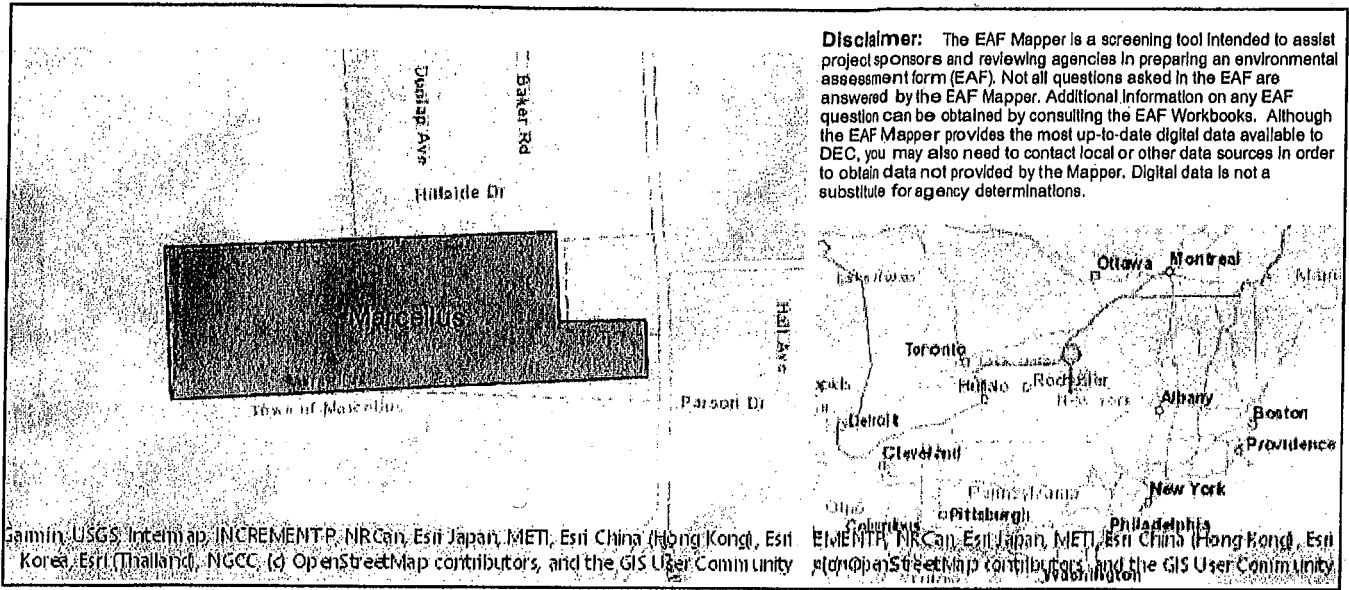 Disclaimer: The EAF Mapper is a screening tool intended to assist
project sponsors and reviewing agencies in preparing an environmental
assessment form (EAF). Not all questions asked in the EAF are
answered by the EAF Mapper. Additional information on any EAF
question can be obtained by consulting the EAF Workbooks. Although
the EAF Mapper provides the most up-to-date digital data available to
DEC, you may also need to contact local or other data sources in order
to obtain data not provided by the Mapper. Digital data is not a
substitute for agency determinations.
Dunlap Ave
Baker Rd
Hillside Dr
Marcellus
Town of Marcellus
Hall Ave
Parson Dr
Ottawa
Montreal
Toronto
Rochester
New York
Albany
Boston
Detroit
Providence
Cleveland
Pennsylvania
New York
Pittsburgh
Ohio
Columbus
Philadelphia
Washington
Garmin, USGS, Intermap, INCREMENT P, NRCan, Esri Japan, METI, Esri China (Hong Kong), Esri
Korea, Esri (Thailand), NGCC, (c) OpenStreetMap contributors, and the GIS User Community
EMENT P, NRCan, Esri Japan, METI, Esri China (Hong Kong), Esri
OpenStreetMap contributors, and the GIS User Community